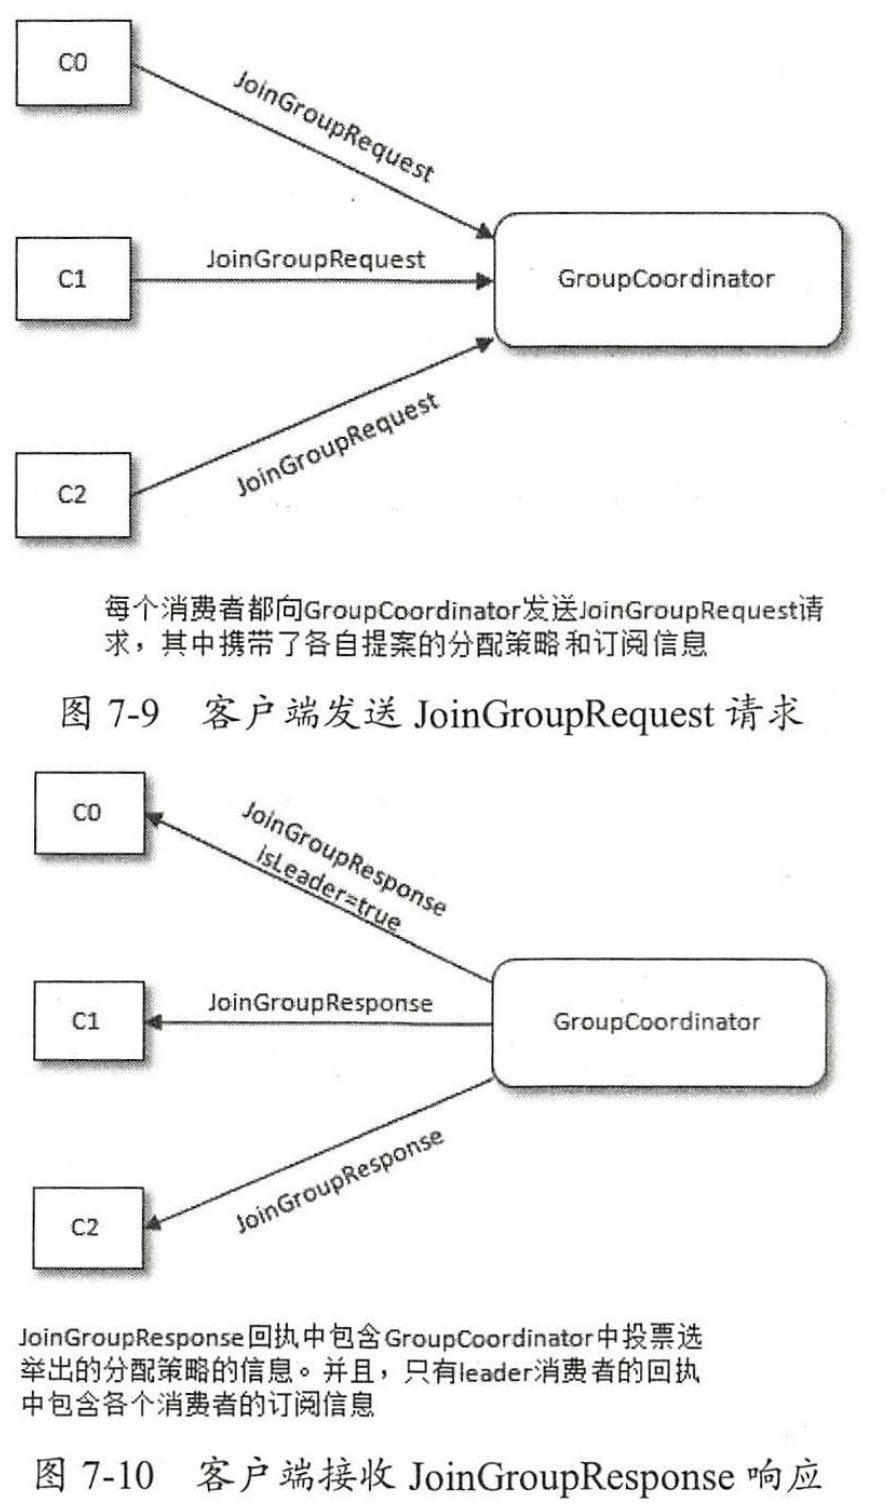 C0
JoinGroupRequest
C1
JoinGroupRequest
GroupCoordinator
C2
JoinGroupRequest
每个消费者都向GroupCoordinator发送JoinGroupRequest请
求，其中携带了各自提案的分配策略和订阅信息
图 7-9 客户端发送 JoinGroupRequest 请求
C0
JoinGroupResponse
isLeader=true
C1
JoinGroupResponse
GroupCoordinator
C2
JoinGroupResponse
JoinGroupResponse回执中包含GroupCoordinator中投票选
举出的分配策略的信息。并且，只有leader消费者的回执
中包含各个消费者的订阅信息
图 7-10 客户端接收 JoinGroupResponse 响应